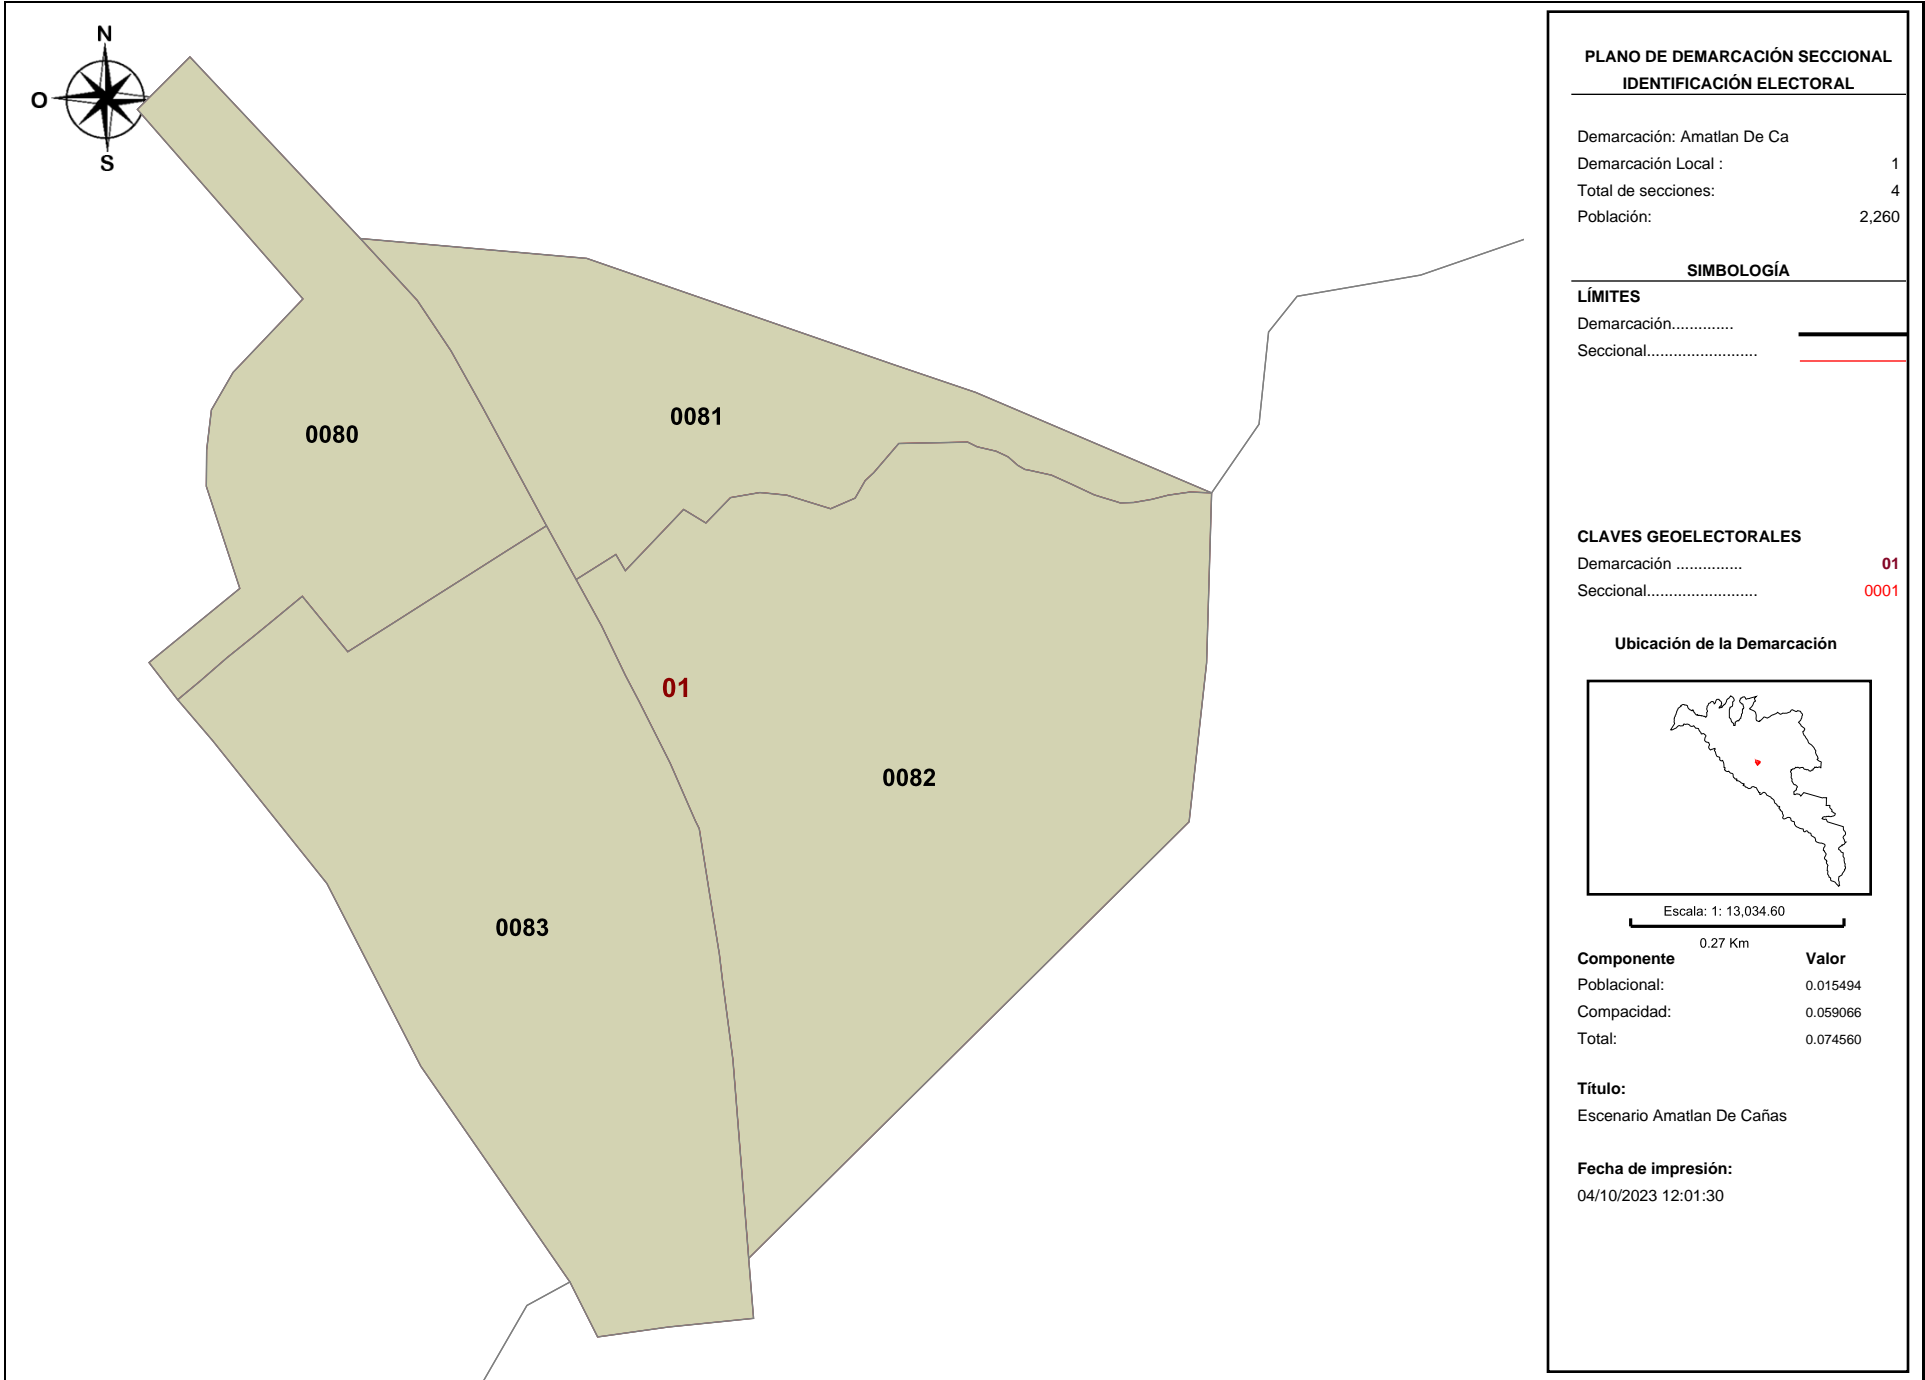 N
O
S
0080
0081
01
0082
0083
PLANO DE DEMARCACIÓN SECCIONAL
IDENTIFICACIÓN ELECTORAL
Demarcación: Amatlan De Ca
Demarcación Local : 1
Total de secciones: 4
Población: 2,260
SIMBOLOGÍA
LÍMITES
Demarcación..............
Seccional.........................
CLAVES GEOELECTORALES
Demarcación ............... 01
Seccional......................... 0001
Ubicación de la Demarcación
Escala: 1: 13,034.60
0.27 Km
Componente Valor
Poblacional: 0.015494
Compacidad: 0.059066
Total: 0.074560
Título:
Escenario Amatlan De Cañas
Fecha de impresión:
04/10/2023 12:01:30